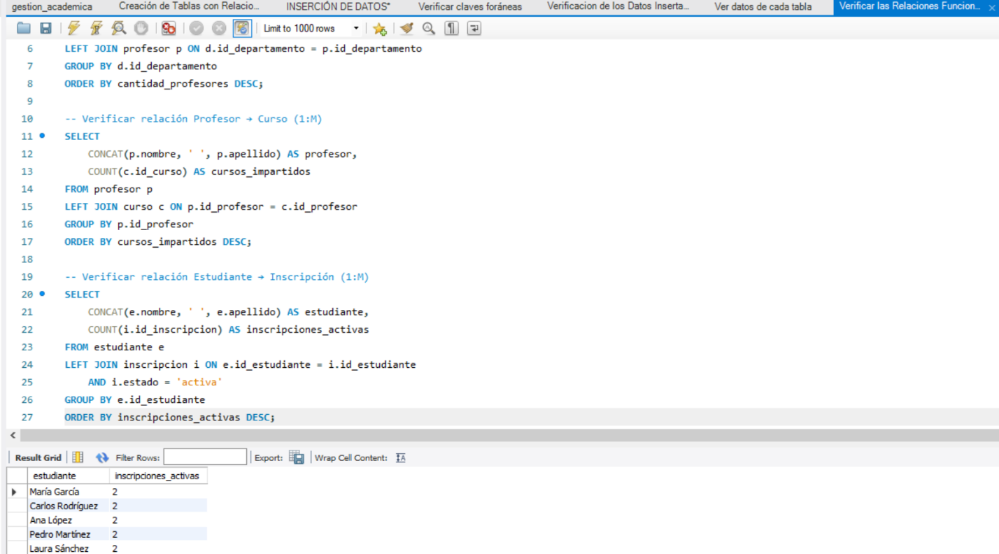 gestion_academica Creación de Tablas con Relacio... INSERCIÓN DE DATOS* Verificar claves foráneas Verificacion de los Datos Inserta... Ver datos de cada tabla Verificar las Relaciones Funcion... ×
Limit to 1000 rows
6 LEFT JOIN profesor p ON d.id_departamento = p.id_departamento
7 GROUP BY d.id_departamento
8 ORDER BY cantidad_profesores DESC;
9
10 -- Verificar relación Profesor → Curso (1:M)
11 SELECT
12 CONCAT(p.nombre, ' ', p.apellido) AS profesor,
13 COUNT(c.id_curso) AS cursos_impartidos
14 FROM profesor p
15 LEFT JOIN curso c ON p.id_profesor = c.id_profesor
16 GROUP BY p.id_profesor
17 ORDER BY cursos_impartidos DESC;
18
19 -- Verificar relación Estudiante → Inscripción (1:M)
20 SELECT
21 CONCAT(e.nombre, ' ', e.apellido) AS estudiante,
22 COUNT(i.id_inscripcion) AS inscripciones_activas
23 FROM estudiante e
24 LEFT JOIN inscripcion i ON e.id_estudiante = i.id_estudiante
25 AND i.estado = 'activa'
26 GROUP BY e.id_estudiante
27 ORDER BY inscripciones_activas DESC;
Result Grid Filter Rows: Export: Wrap Cell Content:
estudiante inscripciones_activas
María García 2
Carlos Rodríguez 2
Ana López 2
Pedro Martínez 2
Laura Sánchez 2